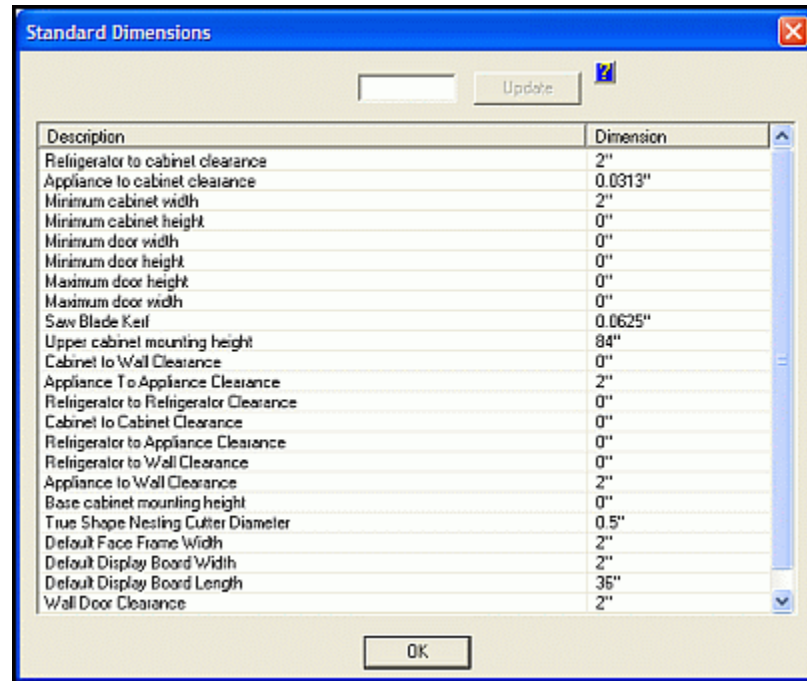 Standard Dimensions
Update
Description Dimension
Refrigerator to cabinet clearance 2"
Appliance to cabinet clearance 0.0313"
Minimum cabinet width 2"
Minimum cabinet height 0"
Minimum door width 0"
Minimum door height 0"
Maximum door height 0"
Maximum door width 0"
Saw Blade Kerf 0.0625"
Upper cabinet mounting height 84"
Cabinet to Wall Clearance 0"
Appliance To Appliance Clearance 2"
Refrigerator to Refrigerator Clearance 0"
Cabinet to Cabinet Clearance 0"
Refrigerator to Appliance Clearance 0"
Refrigerator to Wall Clearance 0"
Appliance to Wall Clearance 2"
Base cabinet mounting height 0"
True Shape Nesting Cutter Diameter 0.5"
Default Face Frame Width 2"
Default Display Board Width 2"
Default Display Board Length 36"
Wall Door Clearance 2"
OK